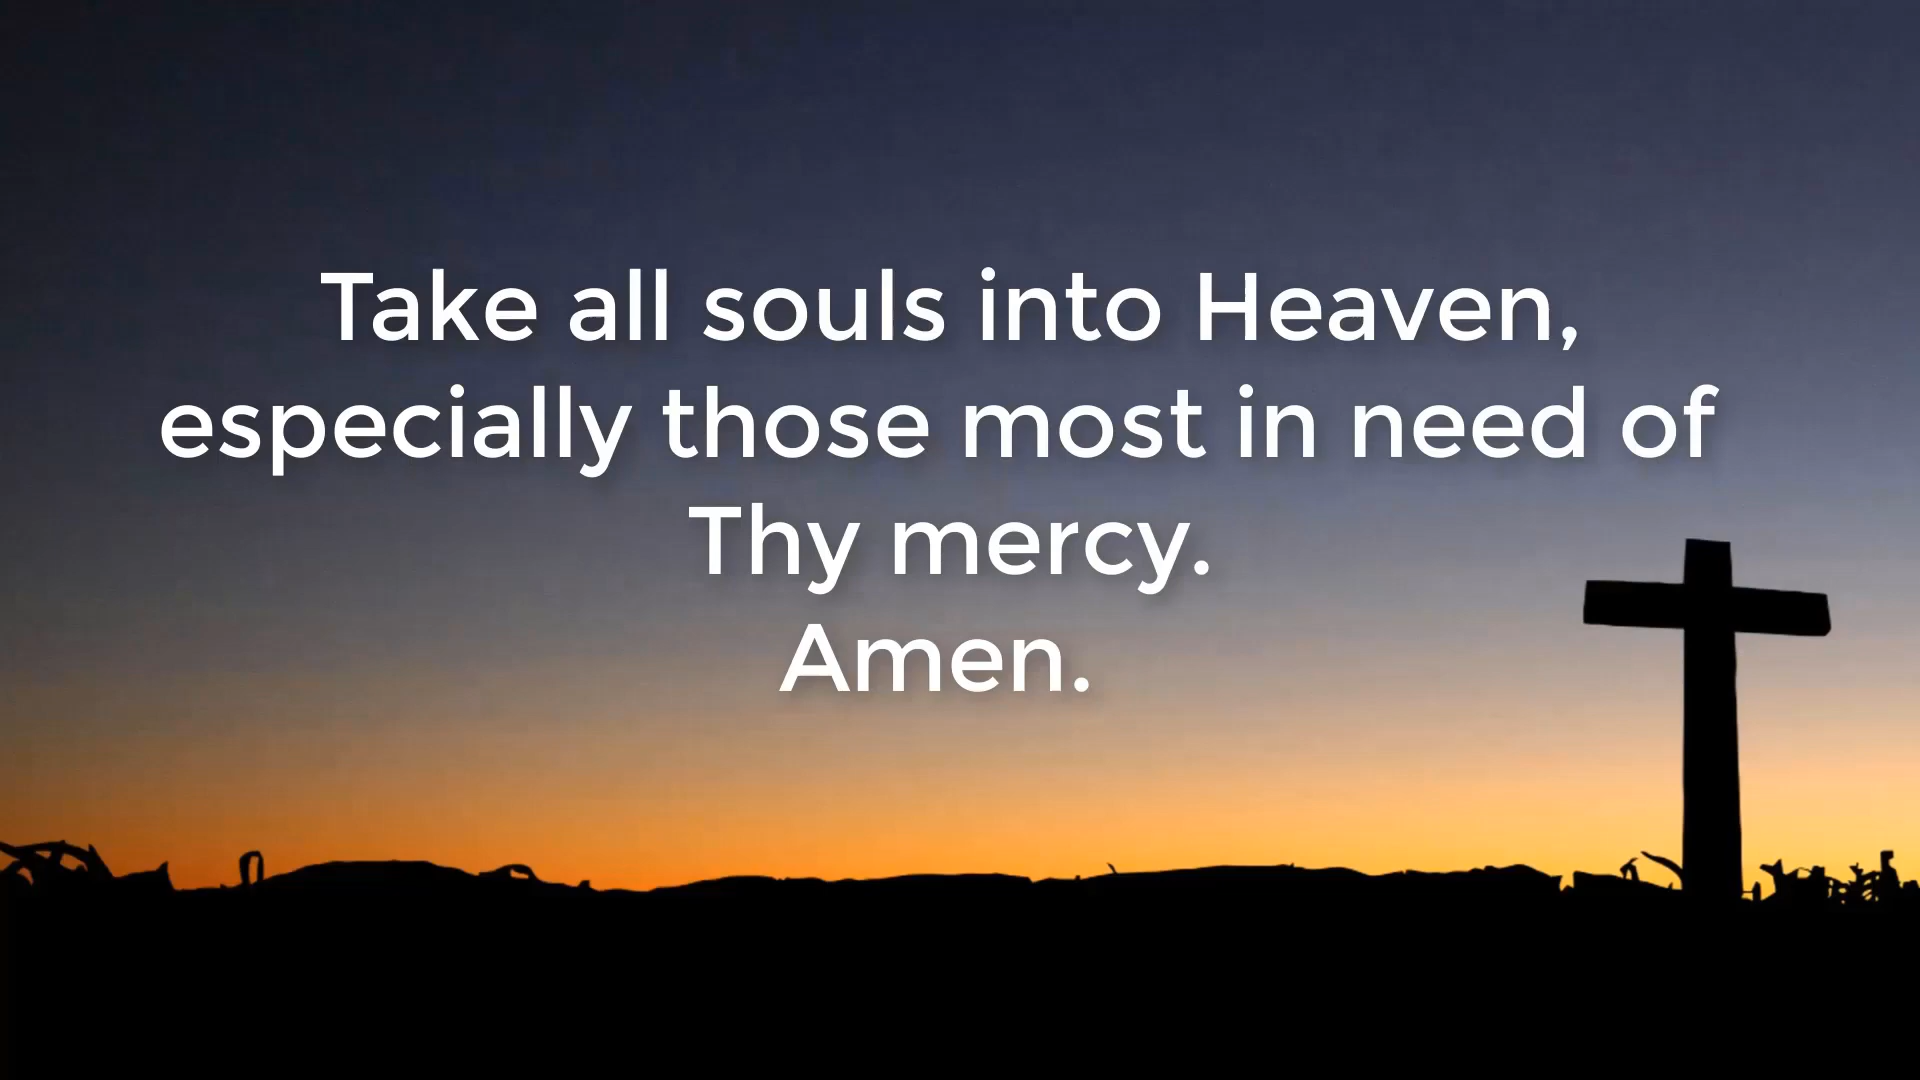 Take all souls into Heaven,
especially those most in need of
Thy mercy.
Amen.